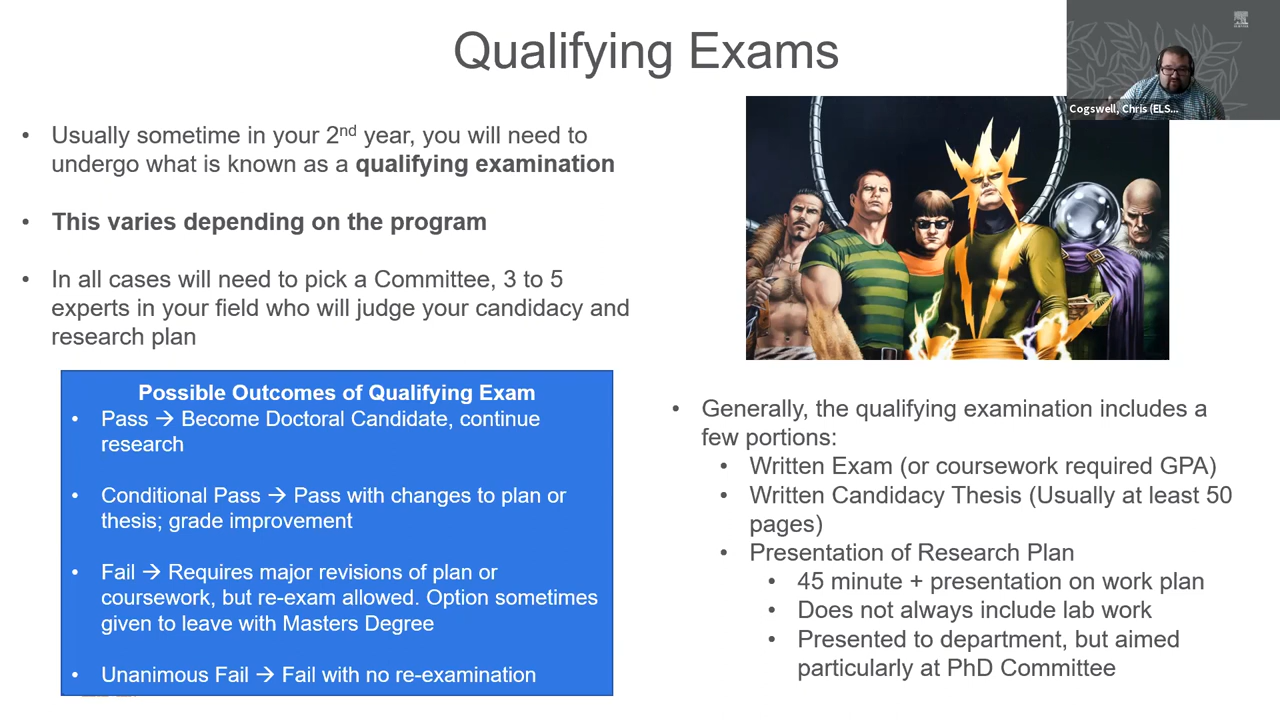 Qualifying Exams
Cogswell, Chris (ELS...
• Usually sometime in your 2nd year, you will need to
undergo what is known as a qualifying examination
• This varies depending on the program
• In all cases will need to pick a Committee, 3 to 5
experts in your field who will judge your candidacy and
research plan
Possible Outcomes of Qualifying Exam
• Pass → Become Doctoral Candidate, continue
research
• Conditional Pass → Pass with changes to plan or
thesis; grade improvement
• Fail → Requires major revisions of plan or
coursework, but re-exam allowed. Option sometimes
given to leave with Masters Degree
• Unanimous Fail → Fail with no re-examination
• Generally, the qualifying examination includes a
few portions:
• Written Exam (or coursework required GPA)
• Written Candidacy Thesis (Usually at least 50
pages)
• Presentation of Research Plan
• 45 minute + presentation on work plan
• Does not always include lab work
• Presented to department, but aimed
particularly at PhD Committee